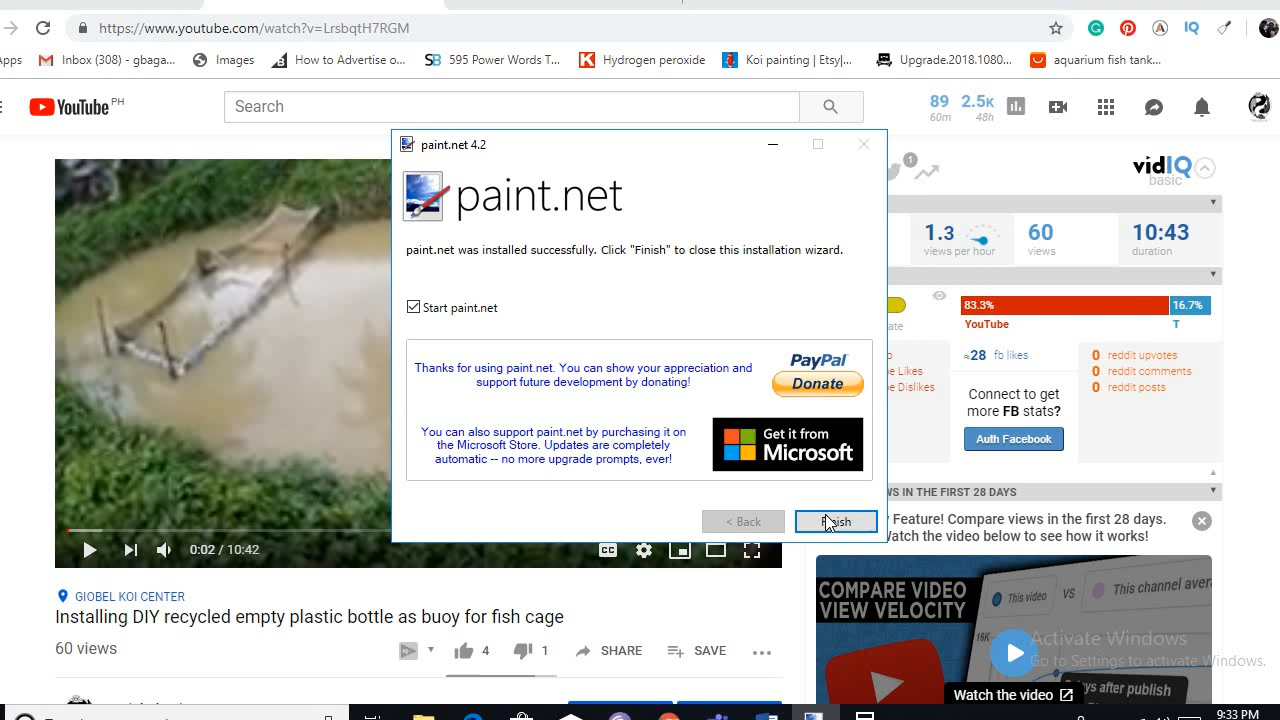 https://www.youtube.com/watch?v=LrsbqtH7RGM
IQ
Inbox (308) - gbaga...
Images
How to Advertise o...
SB 595 Power Words T...
K Hydrogen peroxide
Koi painting | Etsy|...
Upgrade.2018.1080...
aquarium fish tank...
YouTube PH
Search
89 2.5K
60m 48h
paint.net 4.2
paint.net
paint.net was installed successfully. Click "Finish" to close this installation wizard.
Start paint.net
Thanks for using paint.net. You can show your appreciation and
support future development by donating!
PayPal
Donate
You can also support paint.net by purchasing it on
the Microsoft Store. Updates are completely
automatic -- no more upgrade prompts, ever!
Get it from
Microsoft
< Back
Finish
1
vidIQ
basic
1.3 60 10:43
views per hour views duration
83.3% 16.7%
YouTube T
≈28 fb likes
Connect to get
more FB stats?
Auth Facebook
0 reddit upvotes
0 reddit comments
0 reddit posts
Likes
Dislikes
IN THE FIRST 28 DAYS
Feature! Compare views in the first 28 days.
Watch the video below to see how it works!
0:02 / 10:42
CC
GIOBEL KOI CENTER
Installing DIY recycled empty plastic bottle as buoy for fish cage
60 views
4 1 SHARE SAVE
COMPARE VIDEO
VIEW VELOCITY
This video VS This channel avera
16K
days after publish
Watch the video
Activate Windows
Go to Settings to activate Windows.
9:33 PM